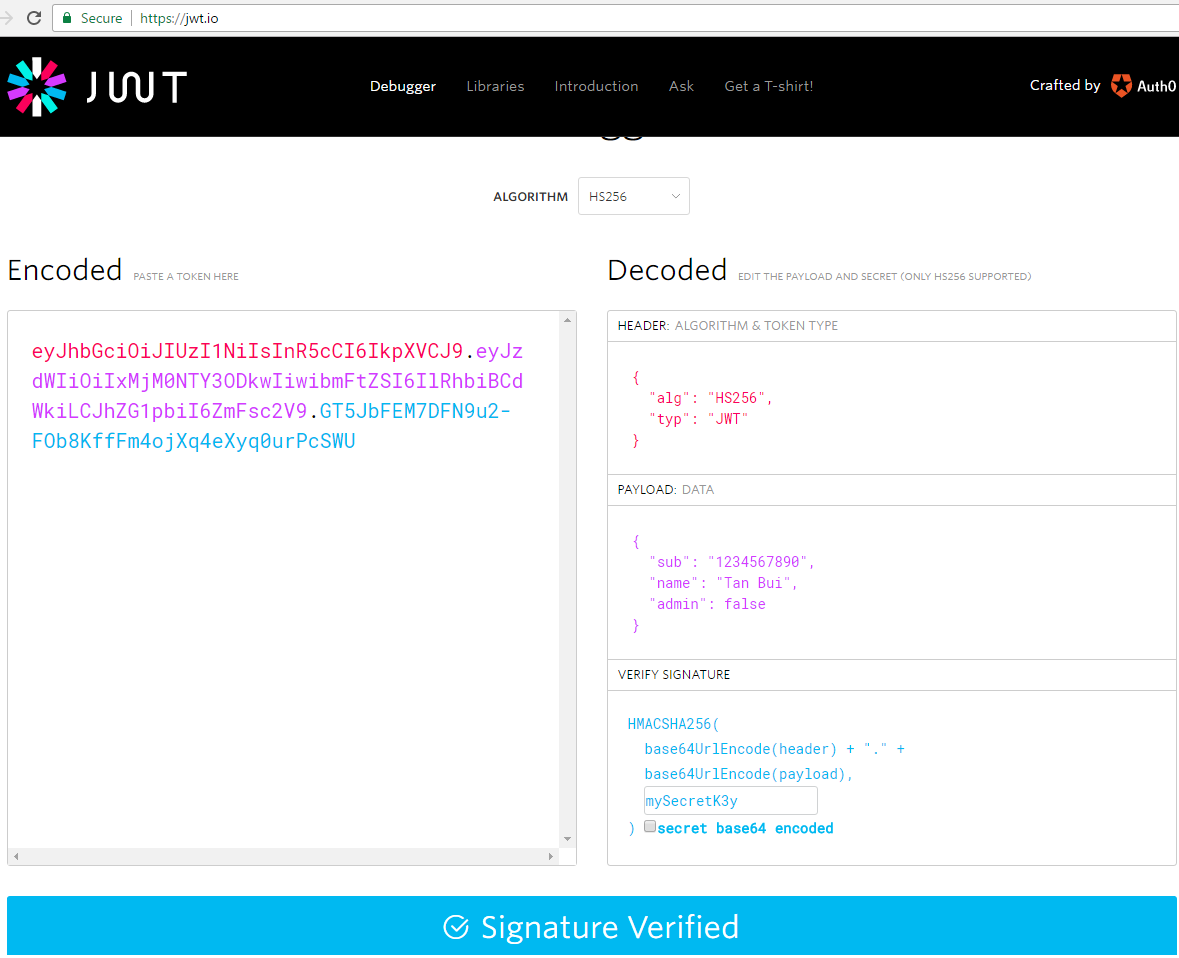 Secure https://jwt.io
JWT Debugger Libraries Introduction Ask Get a T-shirt! Crafted by Auth0
ALGORITHM HS256
Encoded PASTE A TOKEN HERE
eyJhbGciOiJIUzI1NiIsInR5cCI6IkpXVCJ9.eyJz
dWIiOiIxMjM0NTY3ODkwIiwibmFtZSI6IlRhbiBCd
WkiLCJhZG1pbiI6ZmFsc2V9.GT5JbFEM7DFN9u2-
FOb8KffFm4ojXq4eXyq0urPcSWU
Decoded EDIT THE PAYLOAD AND SECRET (ONLY HS256 SUPPORTED)
HEADER: ALGORITHM & TOKEN TYPE
{
"alg": "HS256",
"typ": "JWT"
}
PAYLOAD: DATA
{
"sub": "1234567890",
"name": "Tan Bui",
"admin": false
}
VERIFY SIGNATURE
HMACSHA256(
base64UrlEncode(header) + "." +
base64UrlEncode(payload),
mySecretK3y
) secret base64 encoded
Signature Verified